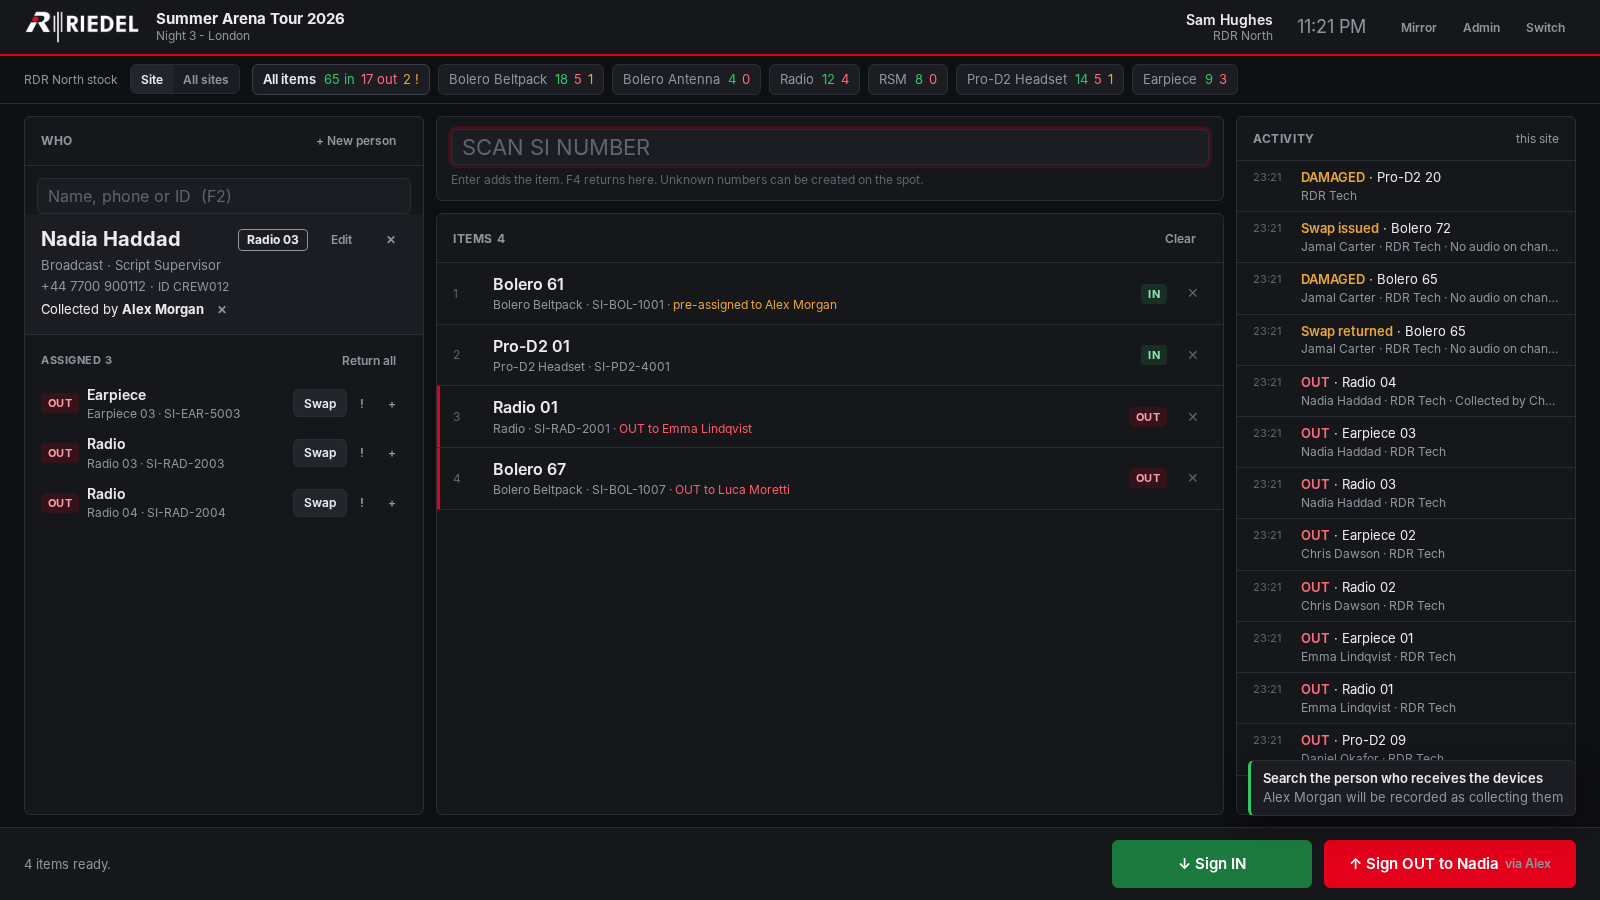 RIEDEL
Summer Arena Tour 2026
Night 3 - London
Sam Hughes
RDR North
11:21 PM
Mirror
Admin
Switch
RDR North stock
Site
All sites
All items 65 in 17 out 2 !
Bolero Beltpack 18 5 1
Bolero Antenna 4 0
Radio 12 4
RSM 8 0
Pro-D2 Headset 14 5 1
Earpiece 9 3
WHO
+ New person
Name, phone or ID (F2)
Nadia Haddad
Radio 03
Edit
×
Broadcast · Script Supervisor
+44 7700 900112 · ID CREW012
Collected by Alex Morgan ×
ASSIGNED 3
Return all
OUT
Earpiece
Earpiece 03 · SI-EAR-5003
Swap
!
+
OUT
Radio
Radio 03 · SI-RAD-2003
Swap
!
+
OUT
Radio
Radio 04 · SI-RAD-2004
Swap
!
+
SCAN SI NUMBER
Enter adds the item. F4 returns here. Unknown numbers can be created on the spot.
ITEMS 4
Clear
1
Bolero 61
Bolero Beltpack · SI-BOL-1001 · pre-assigned to Alex Morgan
IN
×
2
Pro-D2 01
Pro-D2 Headset · SI-PD2-4001
IN
×
3
Radio 01
Radio · SI-RAD-2001 · OUT to Emma Lindqvist
OUT
×
4
Bolero 67
Bolero Beltpack · SI-BOL-1007 · OUT to Luca Moretti
OUT
×
ACTIVITY
this site
23:21
DAMAGED · Pro-D2 20
RDR Tech
23:21
Swap issued · Bolero 72
Jamal Carter · RDR Tech · No audio on chan...
23:21
DAMAGED · Bolero 65
Jamal Carter · RDR Tech · No audio on chan...
23:21
Swap returned · Bolero 65
Jamal Carter · RDR Tech · No audio on chan...
23:21
OUT · Radio 04
Nadia Haddad · RDR Tech · Collected by Ch...
23:21
OUT · Earpiece 03
Nadia Haddad · RDR Tech
23:21
OUT · Radio 03
Nadia Haddad · RDR Tech
23:21
OUT · Earpiece 02
Chris Dawson · RDR Tech
23:21
OUT · Radio 02
Chris Dawson · RDR Tech
23:21
OUT · Earpiece 01
Emma Lindqvist · RDR Tech
23:21
OUT · Radio 01
Emma Lindqvist · RDR Tech
23:21
OUT · Pro-D2 09
Daniel Okafor · RDR Tech
Search the person who receives the devices
Alex Morgan will be recorded as collecting them
4 items ready.
↓ Sign IN
↑ Sign OUT to Nadia via Alex